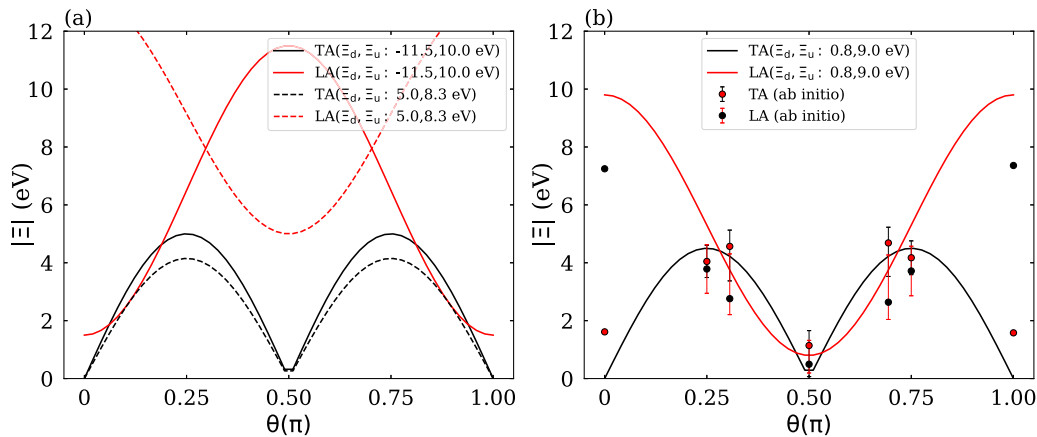 (a)
TA(Ξd, Ξu : -11.5,10.0 eV)
LA(Ξd, Ξu : -11.5,10.0 eV)
TA(Ξd, Ξu : 5.0,8.3 eV)
LA(Ξd, Ξu : 5.0,8.3 eV)
12
10
8
6
4
2
0
|Ξ| (eV)
0
0.25
0.50
0.75
1.00
θ(π)
(b)
TA(Ξd, Ξu : 0.8,9.0 eV)
LA(Ξd, Ξu : 0.8,9.0 eV)
TA (ab initio)
LA (ab initio)
12
10
8
6
4
2
0
|Ξ| (eV)
0
0.25
0.50
0.75
1.00
θ(π)